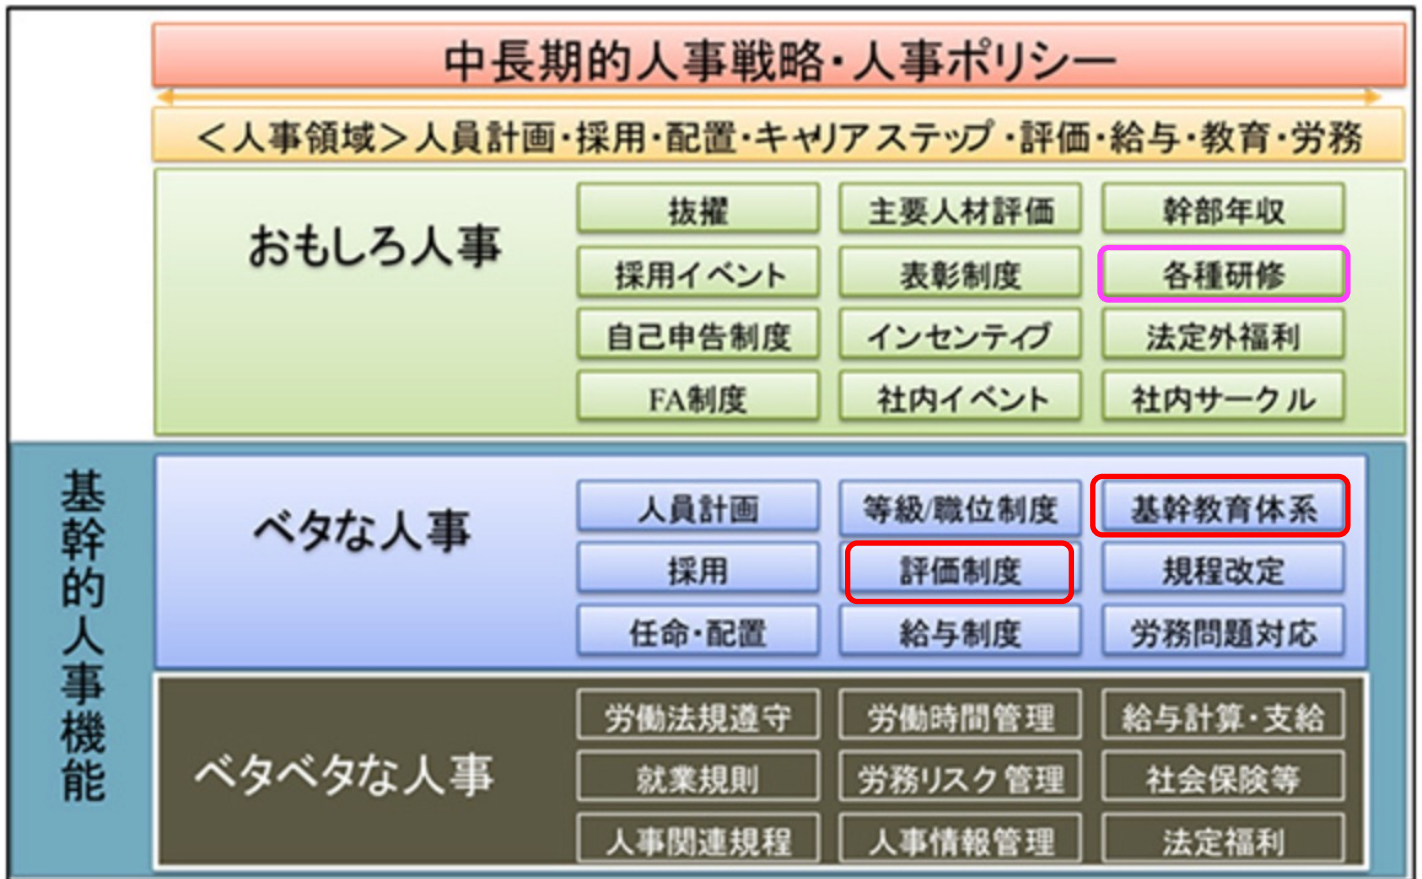 中長期的人事戦略・人事ポリシー
＜人事領域＞人員計画・採用・配置・キャリアステップ・評価・給与・教育・労務
おもしろ人事
抜擢
主要人材評価
幹部年収
採用イベント
表彰制度
各種研修
自己申告制度
インセンティブ
法定外福利
FA制度
社内イベント
社内サークル
基幹的人事機能
ベタな人事
人員計画
等級/職位制度
基幹教育体系
採用
評価制度
規程改定
任命・配置
給与制度
労務問題対応
ベタベタな人事
労働法規遵守
労働時間管理
給与計算・支給
就業規則
労務リスク管理
社会保険等
人事関連規程
人事情報管理
法定福利